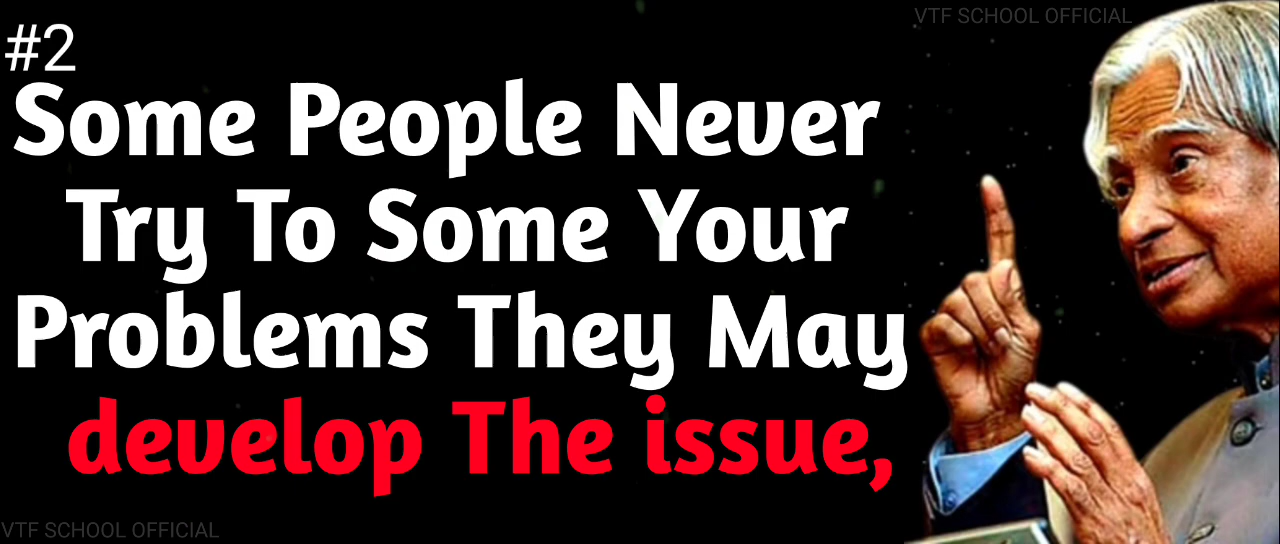 VTF SCHOOL OFFICIAL
#2
Some People Never
Try To Some Your
Problems They May
develop The issue,
VTF SCHOOL OFFICIAL